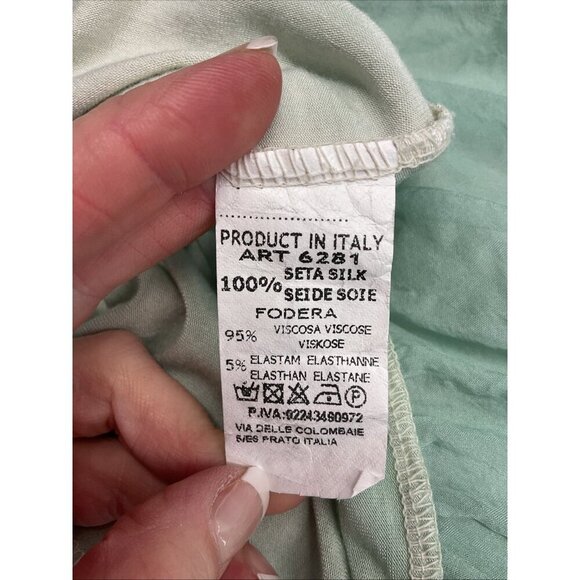 PRODUCT IN ITALY
ART 6281
100% SETA SILK
SEIDE SOIE
FODERA
95% VISCOSA VISCOSE
VISKOSE
5% ELASTAM ELASTHANNE
ELASTHAN ELASTANE
P
P.IVA:02243480972
VIA DELLE COLOMBAIE
PRATO ITALIA